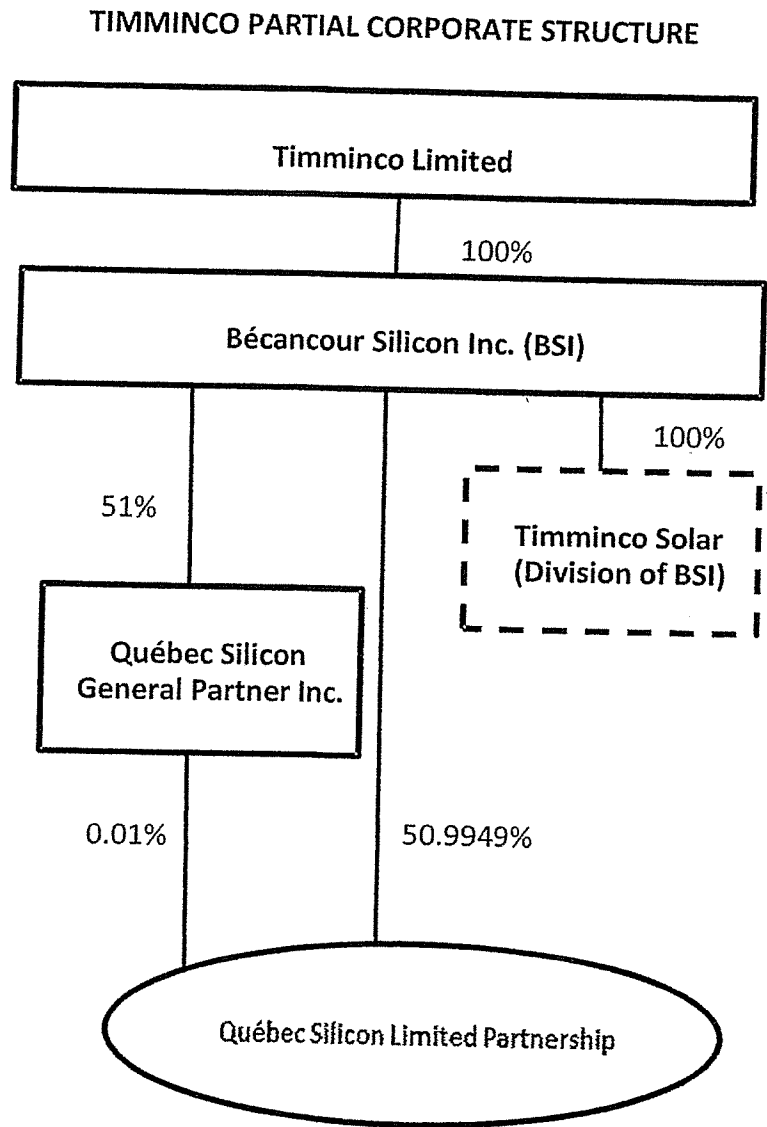 TIMMINCO PARTIAL CORPORATE STRUCTURE
Timminco Limited
100%
Bécancour Silicon Inc. (BSI)
100%
51%
Timminco Solar
(Division of BSI)
Québec Silicon
General Partner Inc.
0.01%
50.9949%
Québec Silicon Limited Partnership